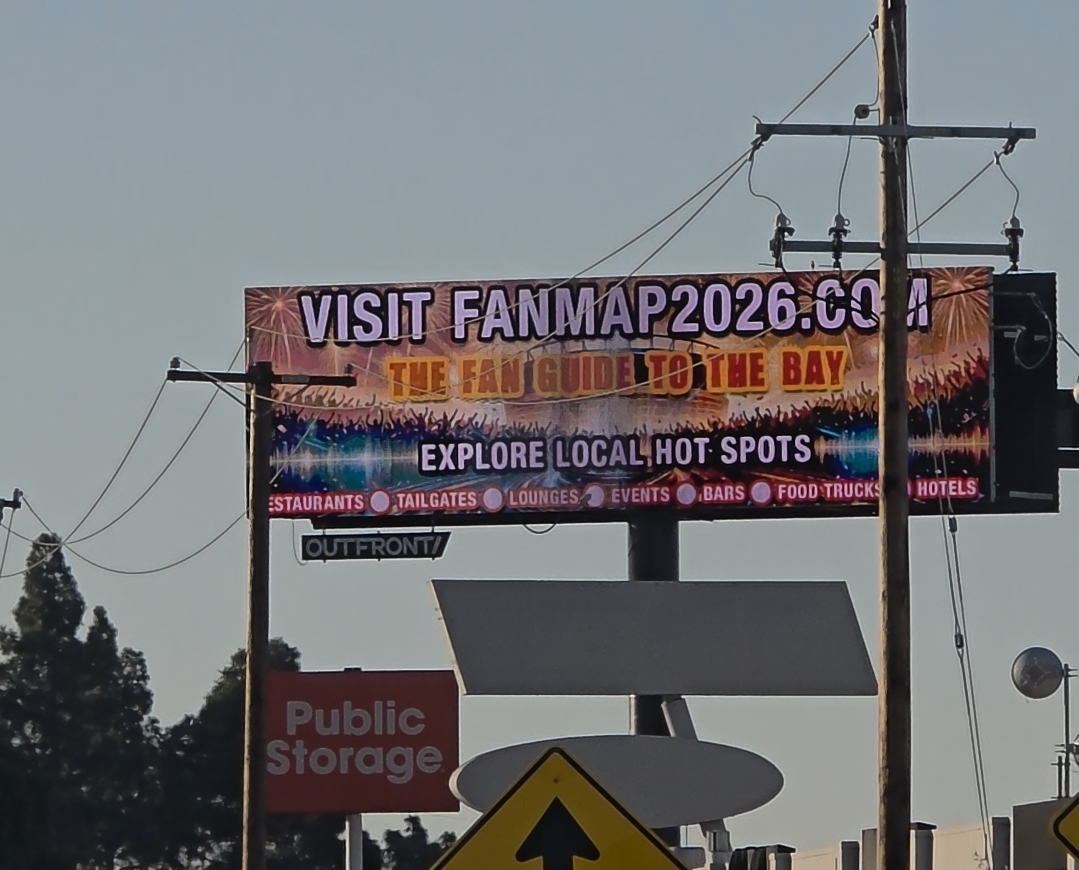 VISIT FANMAP2026.COM
THE FAN GUIDE TO THE BAY
EXPLORE LOCAL HOT SPOTS
ESTAURANTS TAILGATES LOUNGES EVENTS BARS FOOD TRUCKS HOTELS
OUTFRONT/
Public
Storage